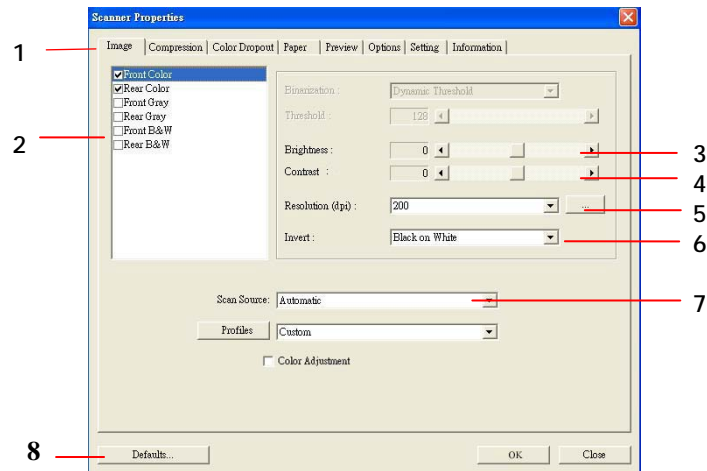 Scanner Properties
Image Compression Color Dropout Paper Preview Options Setting Information
1
Front Color
Rear Color
Front Gray
Rear Gray
Front B&W
Rear B&W
2
Binarization : Dynamic Threshold
Threshold : 128
Brightness : 0
3
Contrast : 0
4
Resolution (dpi) : 200 ...
5
Invert : Black on White
6
Scan Source: Automatic
7
Profiles Custom
Color Adjustment
8
Defaults... OK Close